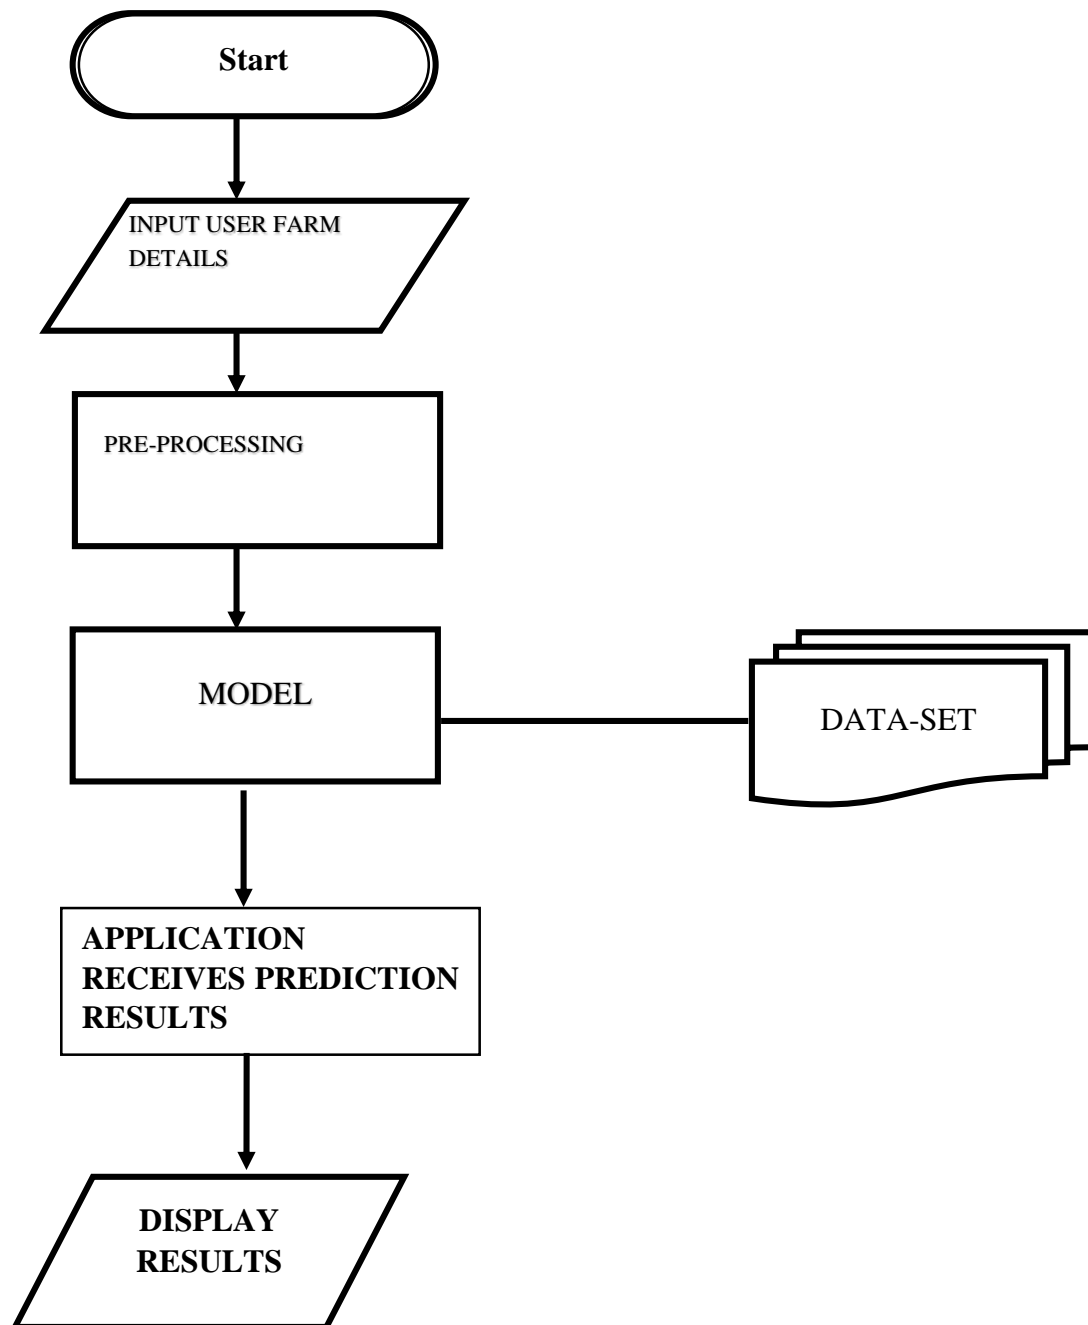 Start
INPUT USER FARM
DETAILS
PRE-PROCESSING
MODEL
DATA-SET
APPLICATION
RECEIVES PREDICTION
RESULTS
DISPLAY
RESULTS